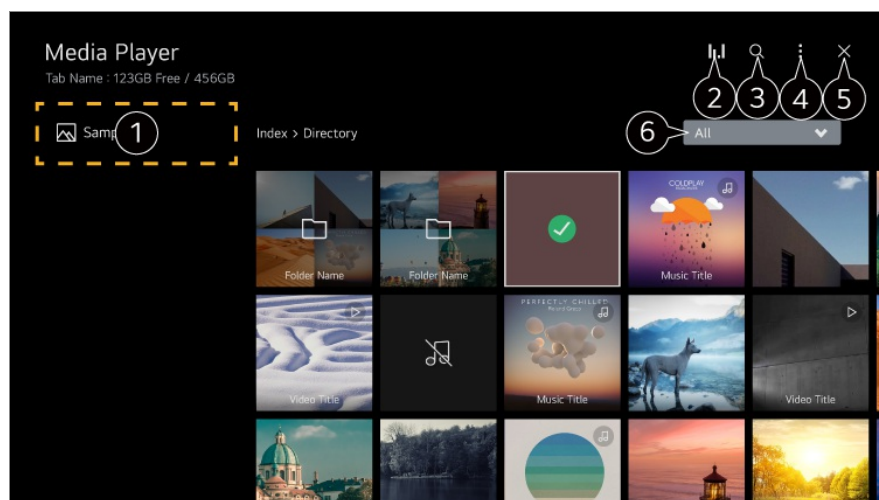 Media Player
Tab Name : 123GB Free / 456GB
2
3
4
5
1
Index > Directory
6
All
COLDPLAY
Folder Name
Folder Name
Music Title
PERFECTLY CHILLED
Video Title
Music Title
Video Title